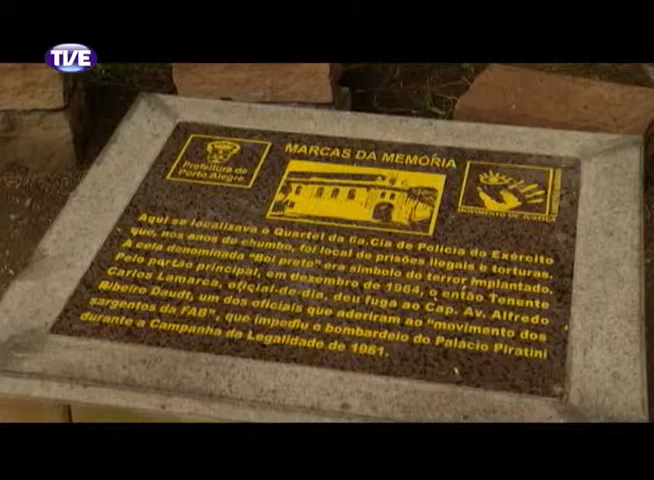 TVE
MARCAS DA MEMÓRIA
Prefeitura de
Porto Alegre
MOVIMENTO DE JUSTIÇA
Aqui se localizava o Quartel da 6a.Cia de Polícia do Exército
que, nos anos de chumbo, foi local de prisões ilegais e torturas.
A cela denominada "Boi preto" era símbolo do terror implantado.
Pelo portão principal, em dezembro de 1964, o então Tenente
Carlos Lamarca, oficial-de-dia, deu fuga ao Cap. Alfredo
Ribeiro Daudt, um dos oficiais que aderiram ao "movimento dos
sargentos da FAB", que impediu o bombardeio do Palácio Piratini
durante a Campanha da Legalidade de 1961.